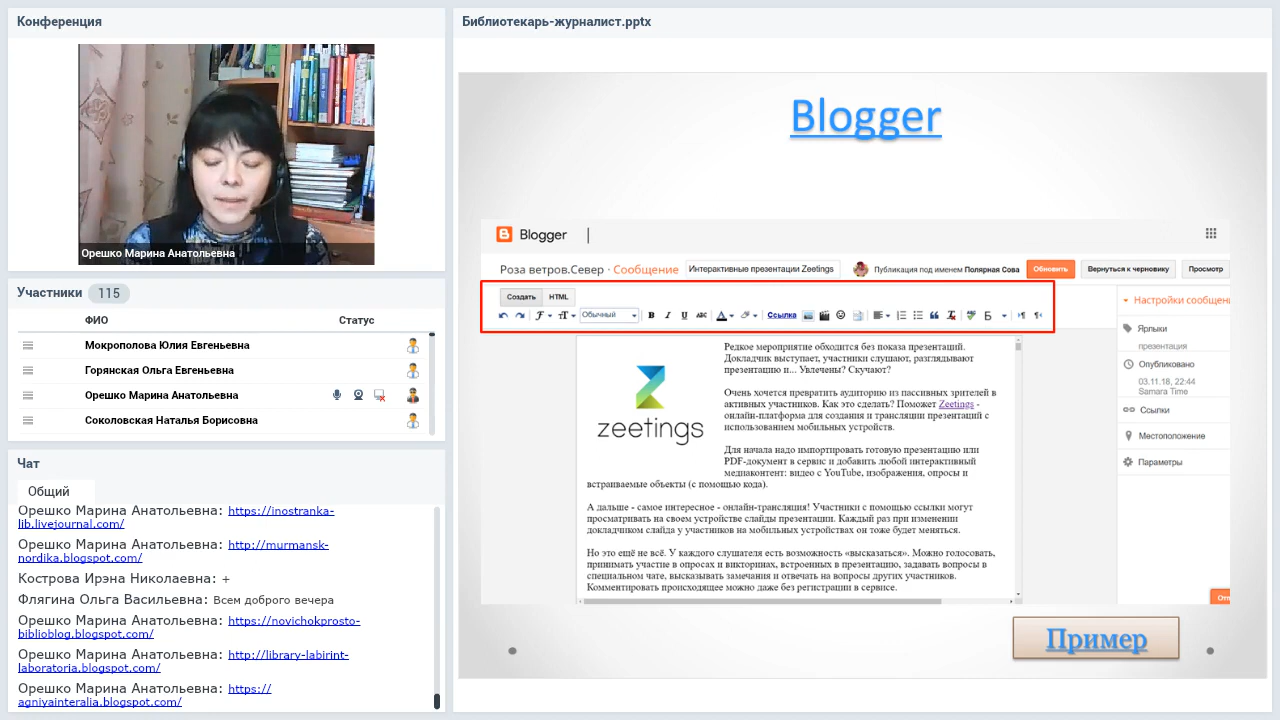 Конференция
Орешко Марина Анатольевна
Участники 115
ФИО Статус
Мокрополова Юлия Евгеньевна
Горянская Ольга Евгеньевна
Орешко Марина Анатольевна
Соколовская Наталья Борисовна
Чат
Общий
Орешко Марина Анатольевна: https://inostranka-
lib.livejournal.com/
Орешко Марина Анатольевна: http://murmansk-
nordika.blogspot.com/
Кострова Ирэна Николаевна: +
Флягина Ольга Васильевна: Всем доброго вечера
Орешко Марина Анатольевна: https://novichokprosto-
biblioblog.blogspot.com/
Орешко Марина Анатольевна: http://library-labirint-
laboratoria.blogspot.com/
Орешко Марина Анатольевна: https://
agniyainteralia.blogspot.com/
Библиотекарь-журналист.pptx
Blogger
Blogger
Роза ветров.Север · Сообщение Интерактивные презентации Zeetings Публикация под именем Полярная Сова Обновить Вернуться к черновику Просмотр
Создать HTML
Обычный Ссылка
zeetings
Редкое мероприятие обходится без показа презентаций.
Докладчик выступает, участники слушают, разглядывают
презентацию и... Увлечены? Скучают?
Очень хочется превратить аудиторию из пассивных зрителей в
активных участников. Как это сделать? Поможет Zeetings -
онлайн-платформа для создания и трансляции презентаций с
использованием мобильных устройств.
Для начала надо импортировать готовую презентацию или
PDF-документ в сервис и добавить любой интерактивный
медиаконтент: видео с YouTube, изображения, опросы и
встраиваемые объекты (с помощью кода).
А дальше - самое интересное - онлайн-трансляция! Участники с помощью ссылки могут
просматривать на своем устройстве слайды презентации. Каждый раз при изменении
докладчиком слайда у участников на мобильных устройствах он тоже будет меняться.
Но это ещё не всё. У каждого слушателя есть возможность «высказаться». Можно голосовать,
принимать участие в опросах и викторинах, встроенных в презентацию, задавать вопросы в
специальном чате, высказывать замечания и отвечать на вопросы других участников.
Комментировать происходящее можно даже без регистрации в сервисе.
Настройки сообщен
Ярлыки
презентация
Опубликовано
03.11.18, 22:44
Samara Time
Ссылки
Местоположение
Параметры
Пример